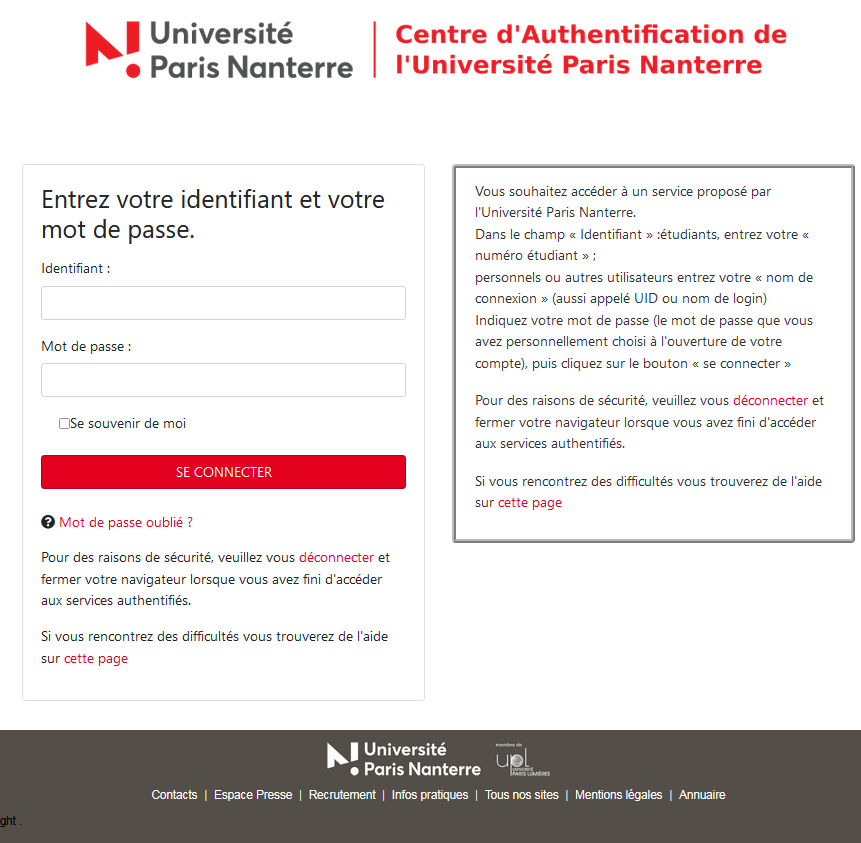 Université
Paris Nanterre
Centre d'Authentification de
l'Université Paris Nanterre
Entrez votre identifiant et votre
mot de passe.
Identifiant :
Mot de passe :
Se souvenir de moi
SE CONNECTER
Mot de passe oublié ?
Pour des raisons de sécurité, veuillez vous déconnecter et
fermer votre navigateur lorsque vous avez fini d'accéder
aux services authentifiés.
Si vous rencontrez des difficultés vous trouverez de l'aide
sur cette page
Vous souhaitez accéder à un service proposé par
l'Université Paris Nanterre.
Dans le champ « Identifiant » :étudiants, entrez votre «
numéro étudiant » ;
personnels ou autres utilisateurs entrez votre « nom de
connexion » (aussi appelé UID ou nom de login)
Indiquez votre mot de passe (le mot de passe que vous
avez personnellement choisi à l'ouverture de votre
compte), puis cliquez sur le bouton « se connecter »
Pour des raisons de sécurité, veuillez vous déconnecter et
fermer votre navigateur lorsque vous avez fini d'accéder
aux services authentifiés.
Si vous rencontrez des difficultés vous trouverez de l'aide
sur cette page
Université
Paris Nanterre
membre de
upl
UNIVERSITÉ
PARIS LUMIÈRES
Contacts | Espace Presse | Recrutement | Infos pratiques | Tous nos sites | Mentions légales | Annuaire
ght .